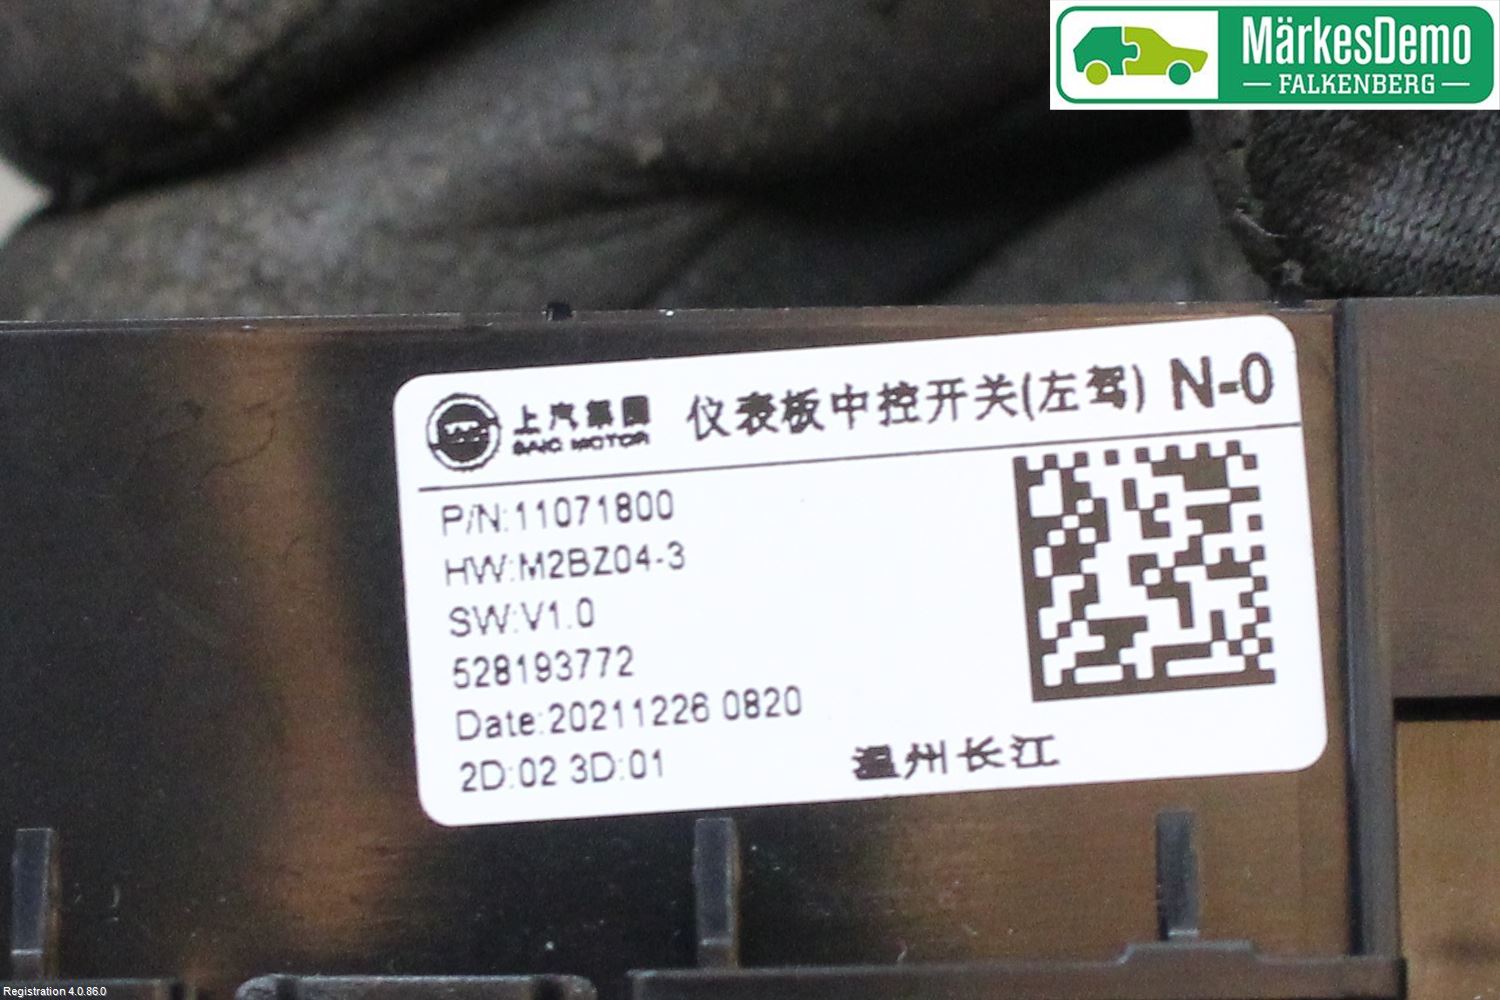 MärkesDemo
FALKENBERG
上汽集团
SAIC MOTOR
仪表板中控开关(左驾) N-0
P/N:11071800
HW:M2BZ04-3
SW:V1.0
528193772
Date:20211226 0820
2D:02 3D:01
温州长江
Registration 4.0.86.0